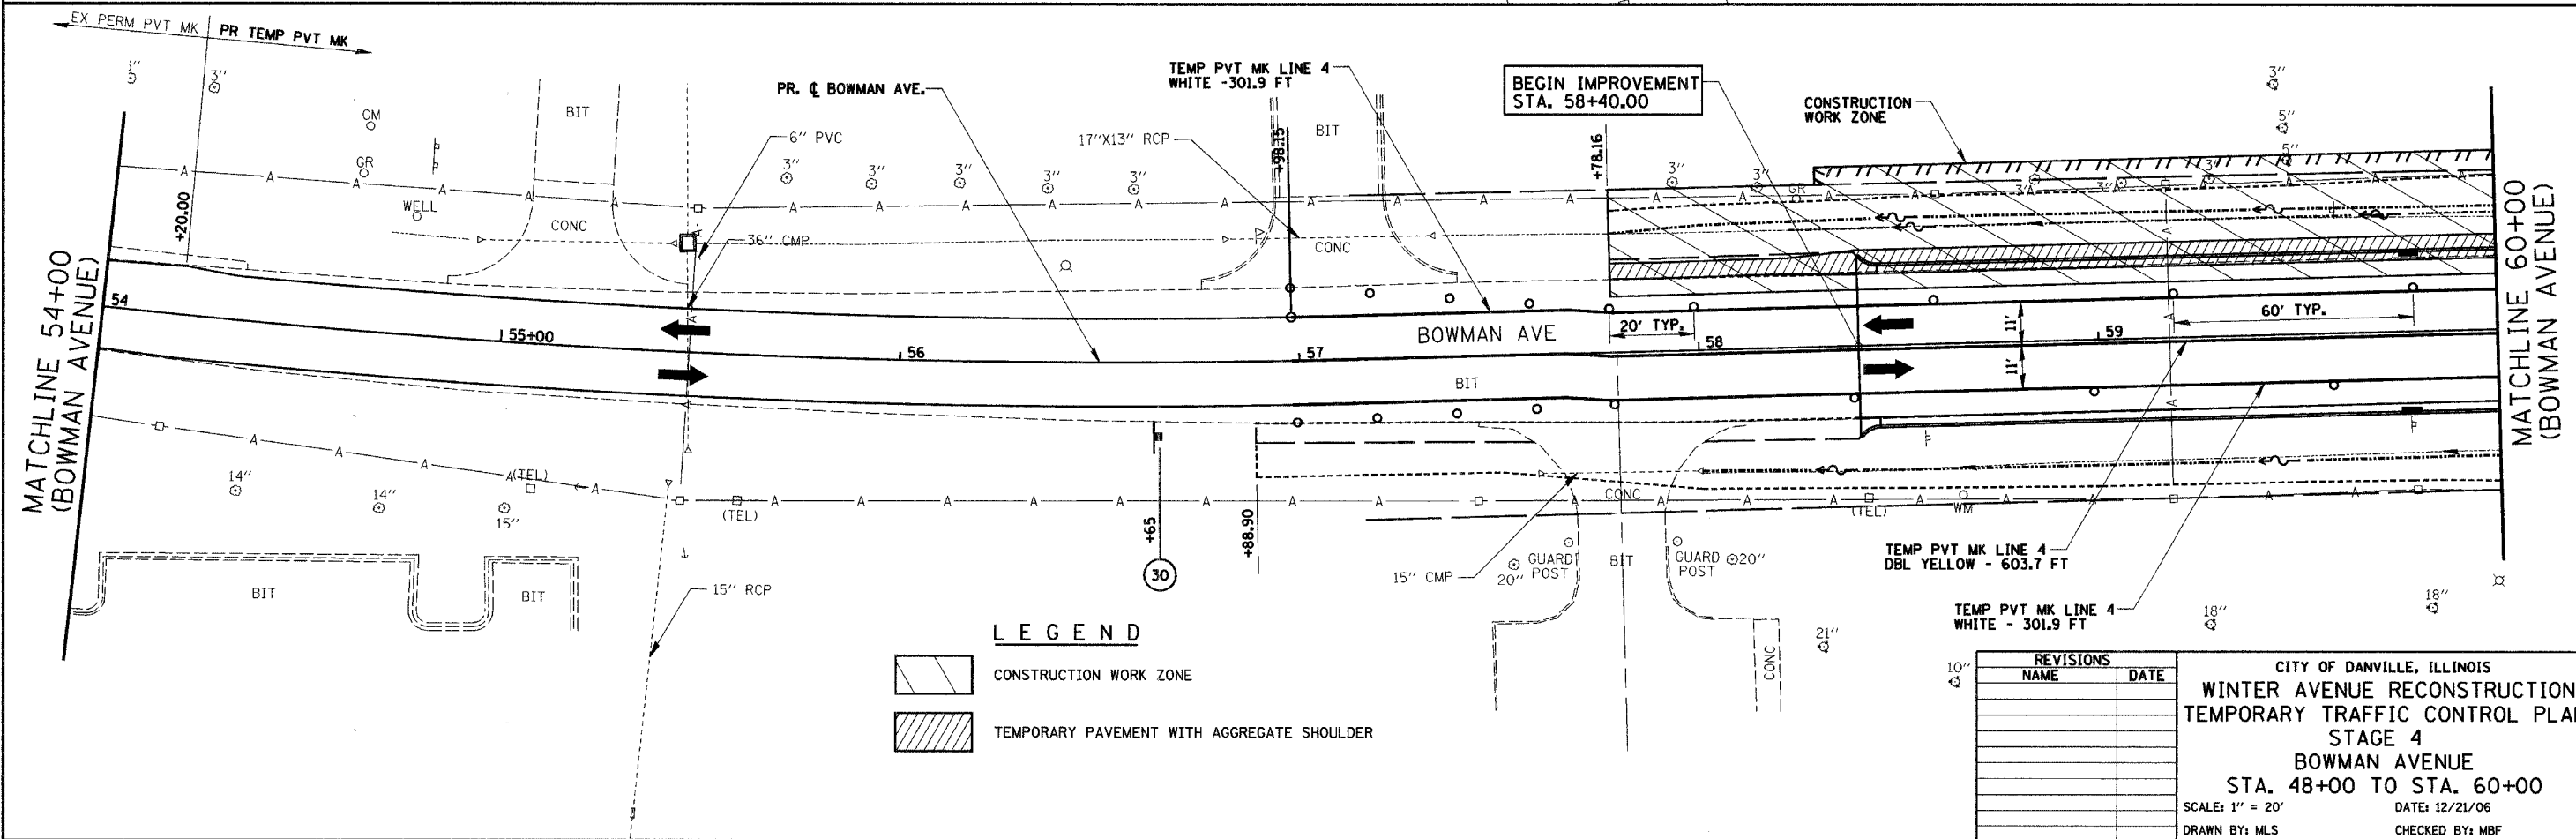 EX PERM PVT MK
PR TEMP PVT MK
3"
GM
GR
WELL
BIT
CONC
+20.00
MATCHLINE 54+00
(BOWMAN AVENUE)
54
55+00
56
57
58
59
PR. ℄ BOWMAN AVE.
6" PVC
36" CMP
3"
3"
3"
3"
3"
TEMP PVT MK LINE 4
WHITE -301.9 FT
17"X13" RCP
+98.15
BIT
CONC
+78.16
BEGIN IMPROVEMENT
STA. 58+40.00
CONSTRUCTION
WORK ZONE
3"
5"
5"
3"
3"
GR
3"
3"
3"
BOWMAN AVE
20' TYP.
60' TYP.
11'
11'
BIT
MATCHLINE 60+00
(BOWMAN AVENUE)
A
(TEL)
14"
14"
15"
(TEL)
+65
30
+88.90
BIT
BIT
15" RCP
15" CMP
CONC
20"
GUARD
POST
BIT
GUARD
POST
20"
(TEL)
WM
TEMP PVT MK LINE 4
DBL YELLOW - 603.7 FT
TEMP PVT MK LINE 4
WHITE - 301.9 FT
18"
18"
21"
10"
CONC
LEGEND
CONSTRUCTION WORK ZONE
TEMPORARY PAVEMENT WITH AGGREGATE SHOULDER
REVISIONS
NAME DATE
CITY OF DANVILLE, ILLINOIS
WINTER AVENUE RECONSTRUCTION
TEMPORARY TRAFFIC CONTROL PLA
STAGE 4
BOWMAN AVENUE
STA. 48+00 TO STA. 60+00
SCALE: 1" = 20' DATE: 12/21/06
DRAWN BY: MLS CHECKED BY: MBF